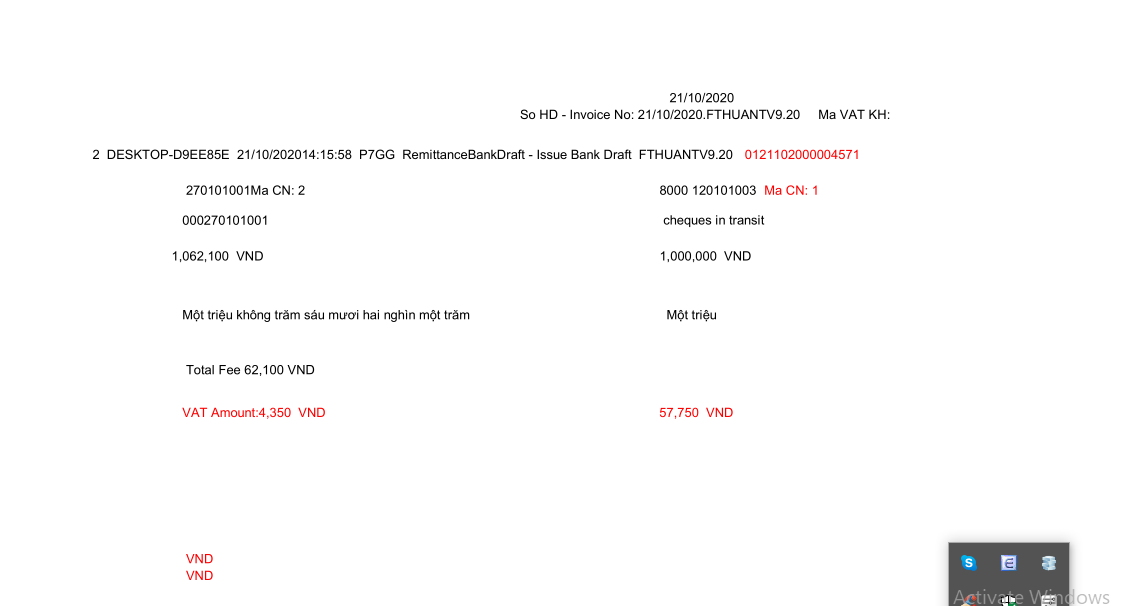 21/10/2020
So HD - Invoice No: 21/10/2020.FTHUANTV9.20 Ma VAT KH:
2 DESKTOP-D9EE85E 21/10/202014:15:58 P7GG RemittanceBankDraft - Issue Bank Draft FTHUANTV9.20 0121102000004571
270101001Ma CN: 2 8000 120101003 Ma CN: 1
000270101001 cheques in transit
1,062,100 VND 1,000,000 VND
Một triệu không trăm sáu mươi hai nghìn một trăm Một triệu
Total Fee 62,100 VND
VAT Amount:4,350 VND 57,750 VND
VND
VND
Activate Windows